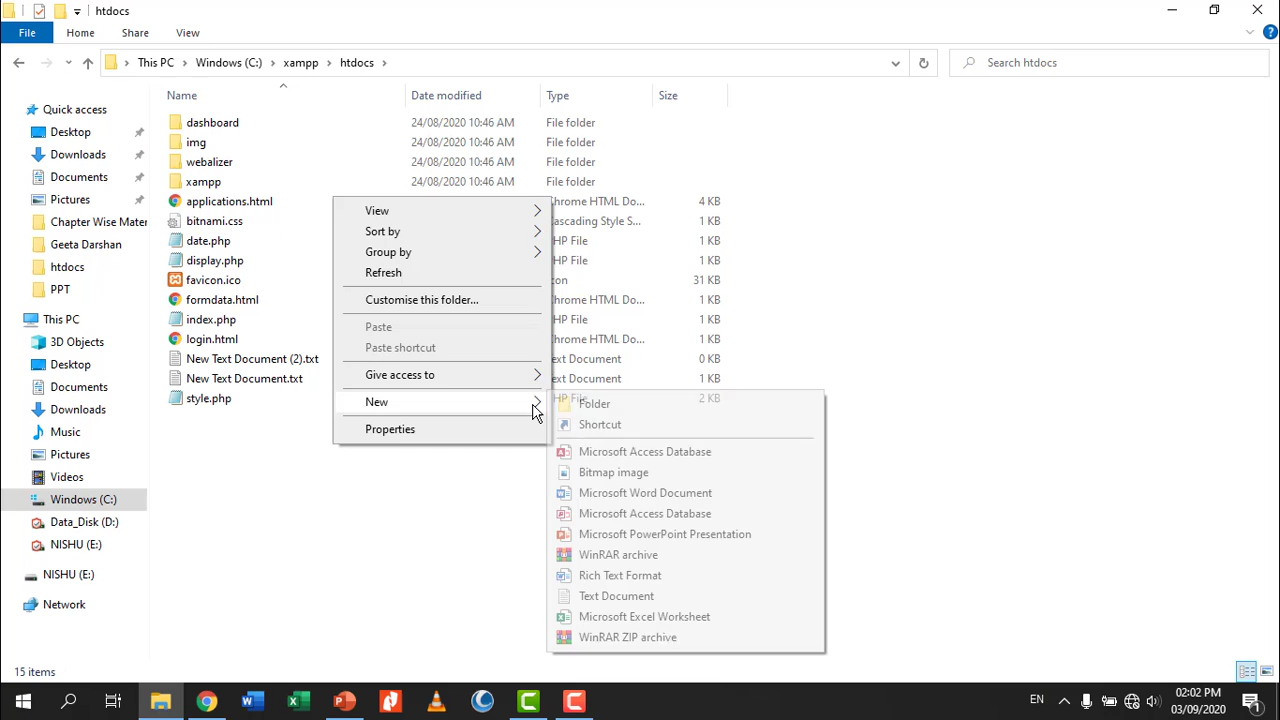 htdocs
File Home Share View
This PC Windows (C:) xampp htdocs
Search htdocs
Name Date modified Type Size
Quick access
Desktop
Downloads
Documents
Pictures
Chapter Wise Mater
Geeta Darshan
htdocs
PPT
This PC
3D Objects
Desktop
Documents
Downloads
Music
Pictures
Videos
Windows (C:)
Data_Disk (D:)
NISHU (E:)
NISHU (E:)
Network
dashboard 24/08/2020 10:46 AM File folder
img 24/08/2020 10:46 AM File folder
webalizer 24/08/2020 10:46 AM File folder
xampp 24/08/2020 10:46 AM File folder
applications.html hrome HTML Do... 4 KB
bitnami.css ascading Style S... 1 KB
date.php HP File 1 KB
display.php HP File 1 KB
favicon.ico on 31 KB
formdata.html hrome HTML Do... 1 KB
index.php HP File 1 KB
login.html hrome HTML Do... 1 KB
New Text Document (2).txt ext Document 0 KB
New Text Document.txt ext Document 1 KB
style.php HP File 2 KB
View
Sort by
Group by
Refresh
Customise this folder...
Paste
Paste shortcut
Give access to
New
Properties
Folder
Shortcut
Microsoft Access Database
Bitmap image
Microsoft Word Document
Microsoft Access Database
Microsoft PowerPoint Presentation
WinRAR archive
Rich Text Format
Text Document
Microsoft Excel Worksheet
WinRAR ZIP archive
15 items
EN
02:02 PM
03/09/2020